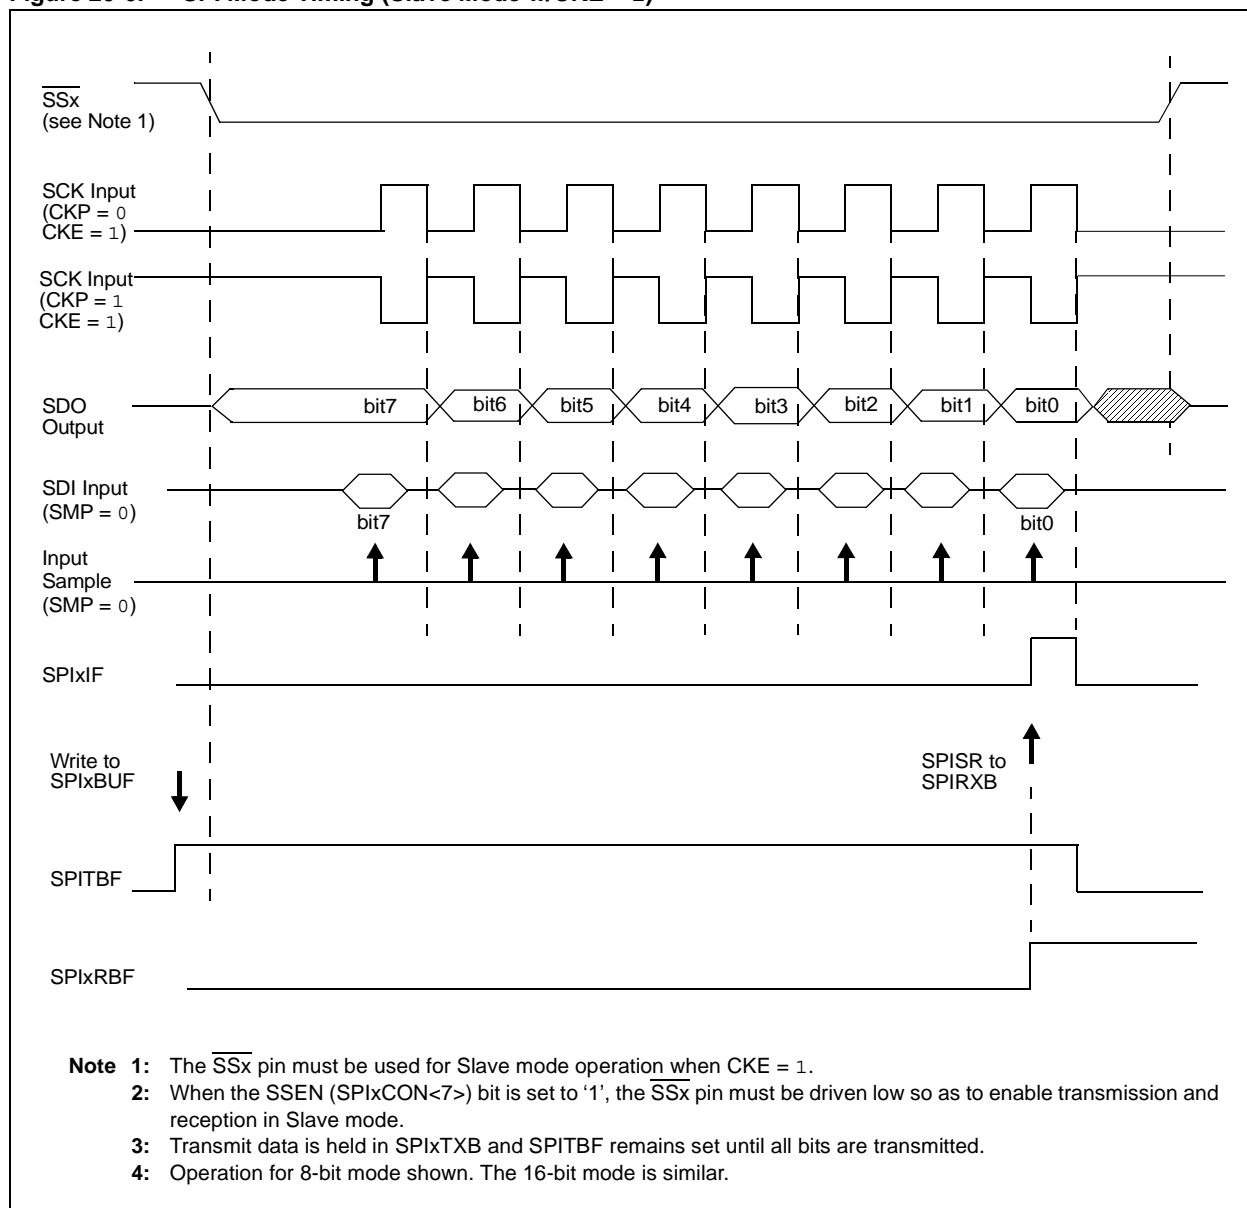 SSx
(see Note 1)
SCK Input
(CKP = 0
CKE = 1)
SCK Input
(CKP = 1
CKE = 1)
SDO
Output
bit7 bit6 bit5 bit4 bit3 bit2 bit1 bit0
SDI Input
(SMP = 0)
bit7 bit0
Input
Sample
(SMP = 0)
SPIxIF
Write to
SPIxBUF
SPISR to
SPIRXB
SPITBF
SPIxRBF
Note 1: The SSx pin must be used for Slave mode operation when CKE = 1.
2: When the SSEN (SPIxCON<7>) bit is set to ‘1’, the SSx pin must be driven low so as to enable transmission and
reception in Slave mode.
3: Transmit data is held in SPIxTXB and SPITBF remains set until all bits are transmitted.
4: Operation for 8-bit mode shown. The 16-bit mode is similar.